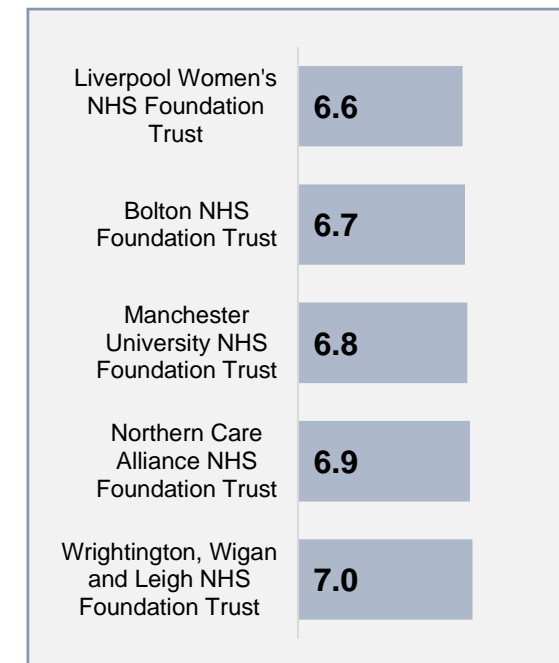 Liverpool Women's
NHS Foundation
Trust
6.6
Bolton NHS
Foundation Trust
6.7
Manchester
University NHS
Foundation Trust
6.8
Northern Care
Alliance NHS
Foundation Trust
6.9
Wrightington, Wigan
and Leigh NHS
Foundation Trust
7.0